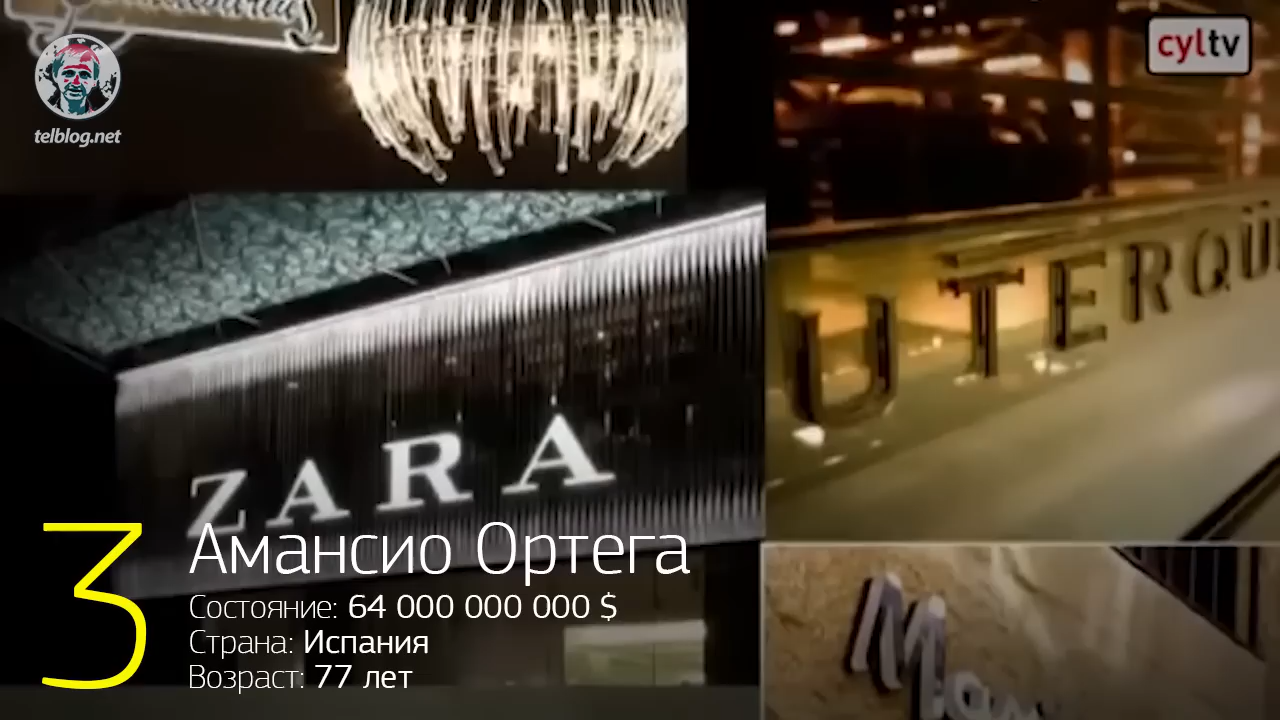 telblog.net
cyltv
UTERQÜ
ZARA
3
Амансио Ортега
Состояние: 64 000 000 000 $
Страна: Испания
Возраст: 77 лет